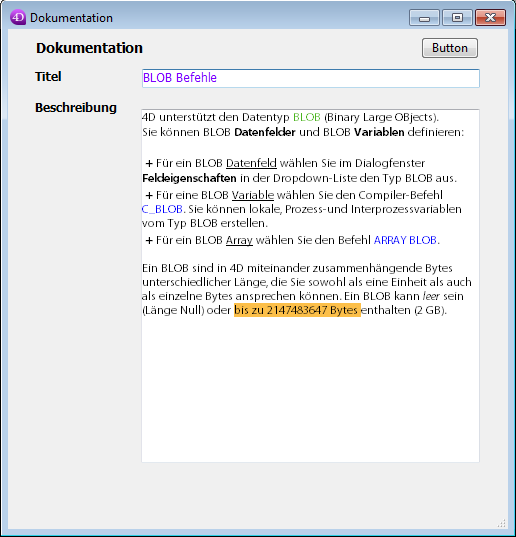 4D Dokumentation
Dokumentation
Button
Titel
BLOB Befehle
Beschreibung
4D unterstützt den Datentyp BLOB (Binary Large OBjects).
Sie können BLOB Datenfelder und BLOB Variablen definieren:
+ Für ein BLOB Datenfeld wählen Sie im Dialogfenster
Feldeigenschaften in der Dropdown-Liste den Typ BLOB aus.
+ Für eine BLOB Variable wählen Sie den Compiler-Befehl
C_BLOB. Sie können lokale, Prozess-und Interprozessvariablen
vom Typ BLOB erstellen.
+ Für ein BLOB Array wählen Sie den Befehl ARRAY BLOB.
Ein BLOB sind in 4D miteinander zusammenhängende Bytes
unterschiedlicher Länge, die Sie sowohl als eine Einheit als auch
als einzelne Bytes ansprechen können. Ein BLOB kann leer sein
(Länge Null) oder bis zu 2147483647 Bytes enthalten (2 GB).